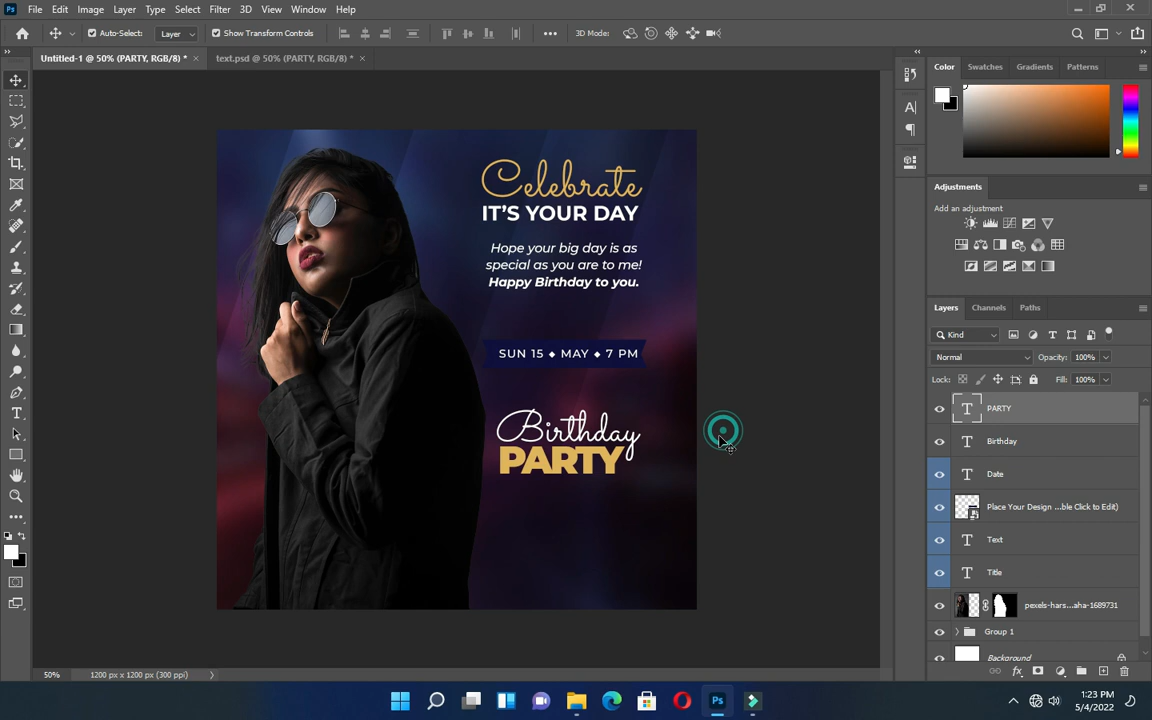 File Edit Image Layer Type Select Filter 3D View Window Help
Auto-Select: Layer Show Transform Controls 3D Mode:
Untitled-1 @ 50% (PARTY, RGB/8) * × text.psd @ 50% (PARTY, RGB/8) * ×
Color Swatches Gradients Patterns
Adjustments
Add an adjustment
Celebrate
IT'S YOUR DAY
Hope your big day is as
special as you are to me!
Happy Birthday to you.
SUN 15 ◆ MAY ◆ 7 PM
Birthday
PARTY
Layers Channels Paths
Kind
Normal Opacity: 100%
Lock: Fill: 100%
PARTY
Birthday
Date
Place Your Design ...ble Click to Edit)
Text
Title
pexels-hars...aha-1689731
Group 1
Background
50% 1200 px x 1200 px (300 ppi)
1:23 PM
5/4/2022